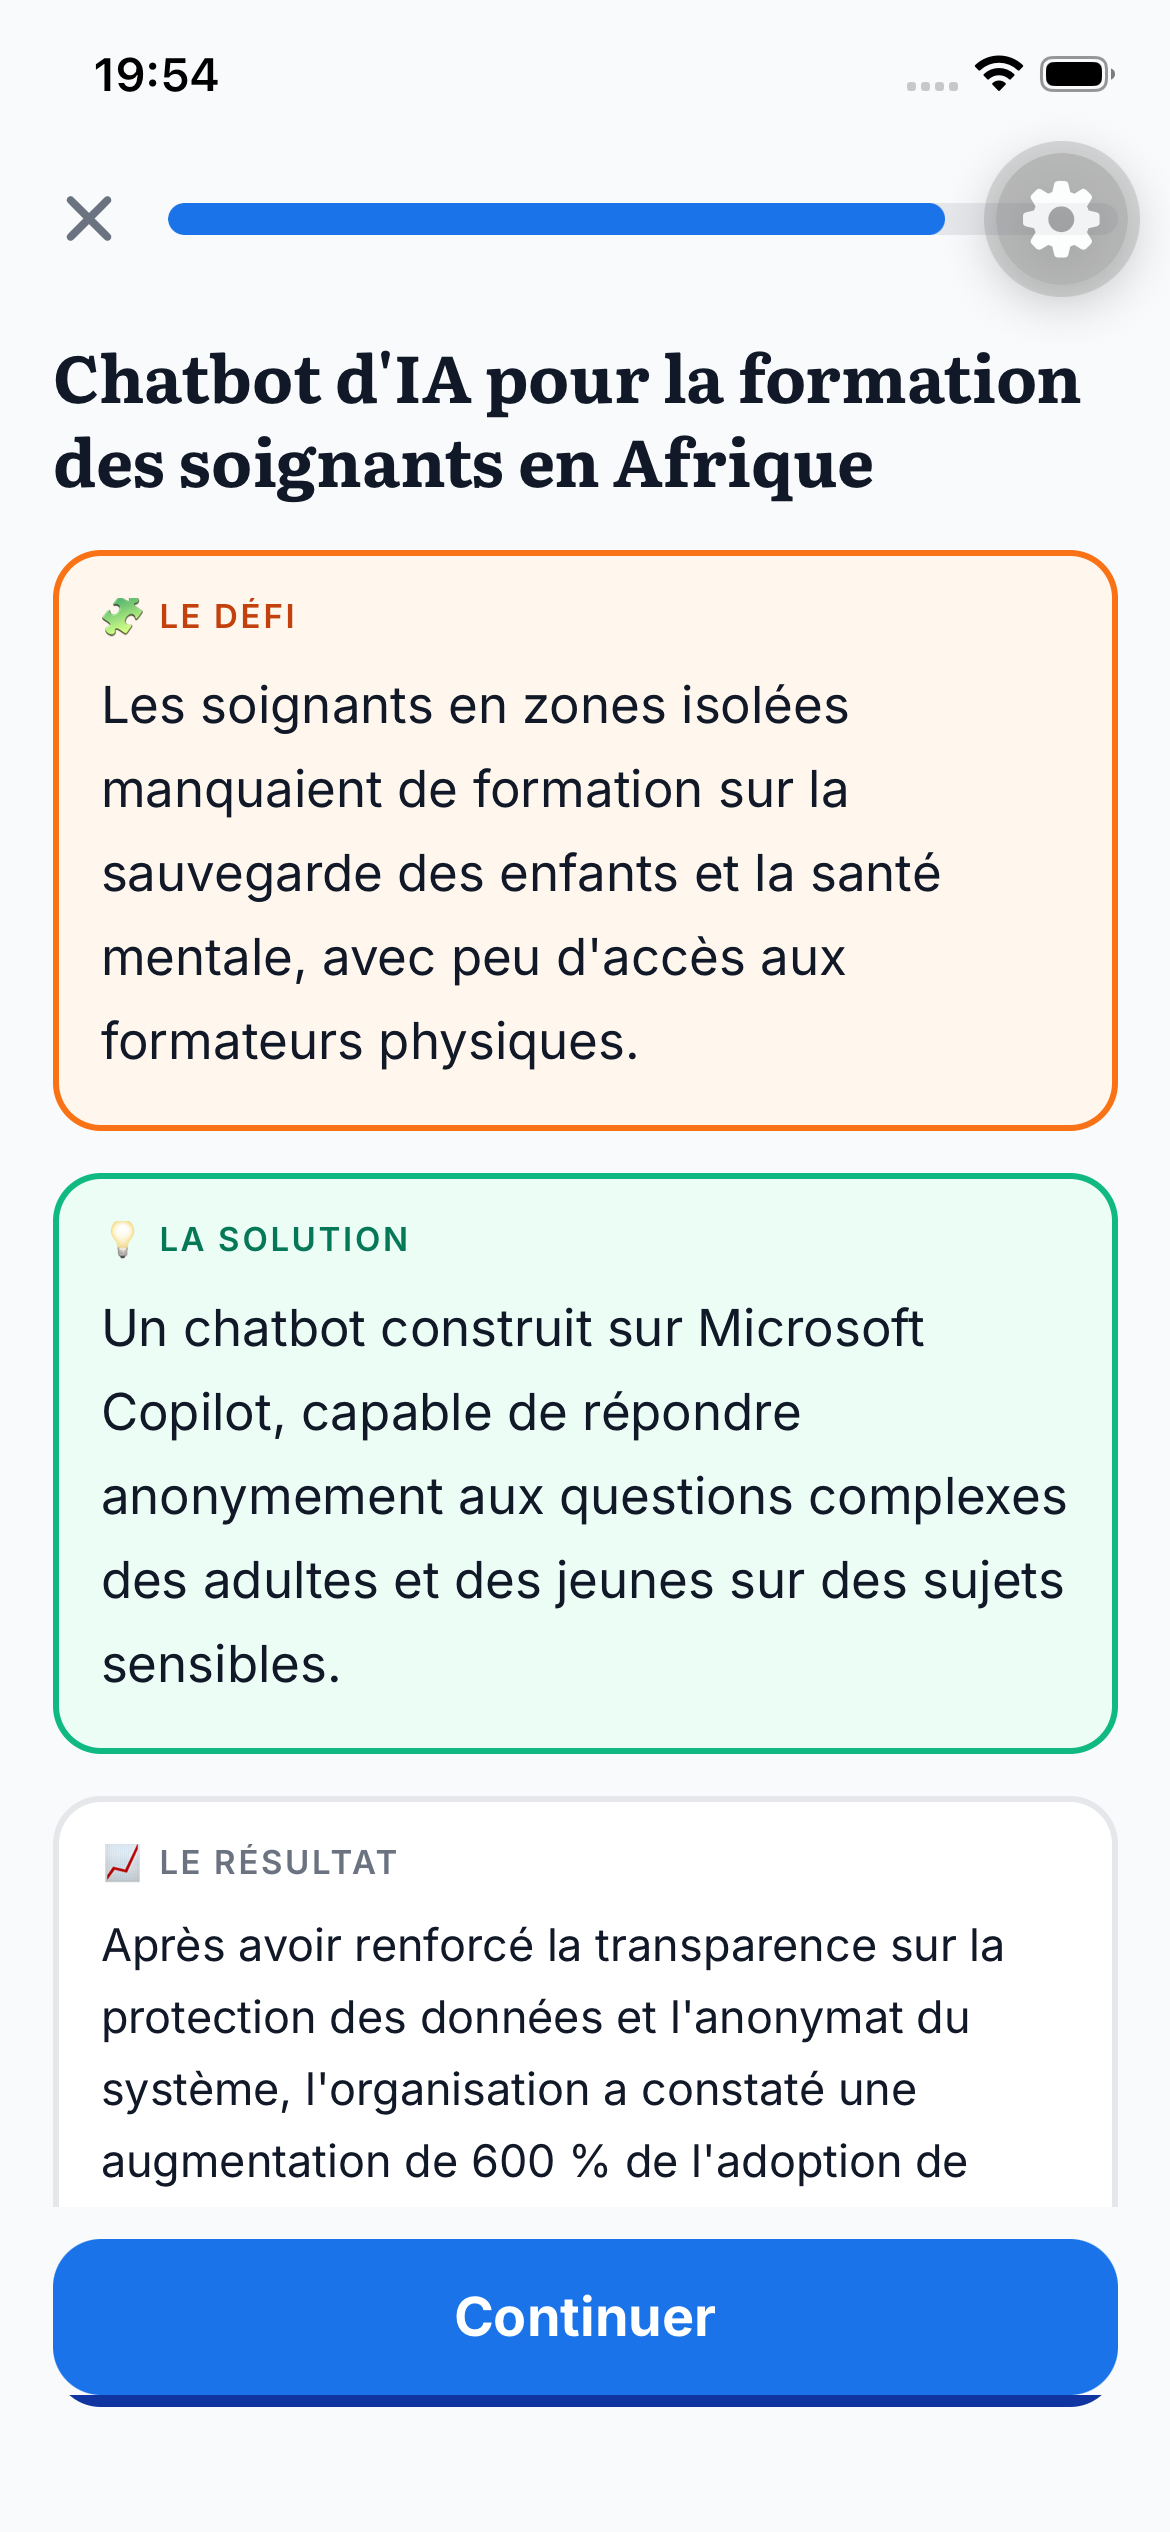 19:54
Chatbot d'IA pour la formation
des soignants en Afrique
LE DÉFI
Les soignants en zones isolées
manquaient de formation sur la
sauvegarde des enfants et la santé
mentale, avec peu d'accès aux
formateurs physiques.
LA SOLUTION
Un chatbot construit sur Microsoft
Copilot, capable de répondre
anonymement aux questions complexes
des adultes et des jeunes sur des sujets
sensibles.
LE RÉSULTAT
Après avoir renforcé la transparence sur la
protection des données et l'anonymat du
système, l'organisation a constaté une
augmentation de 600 % de l'adoption de
Continuer